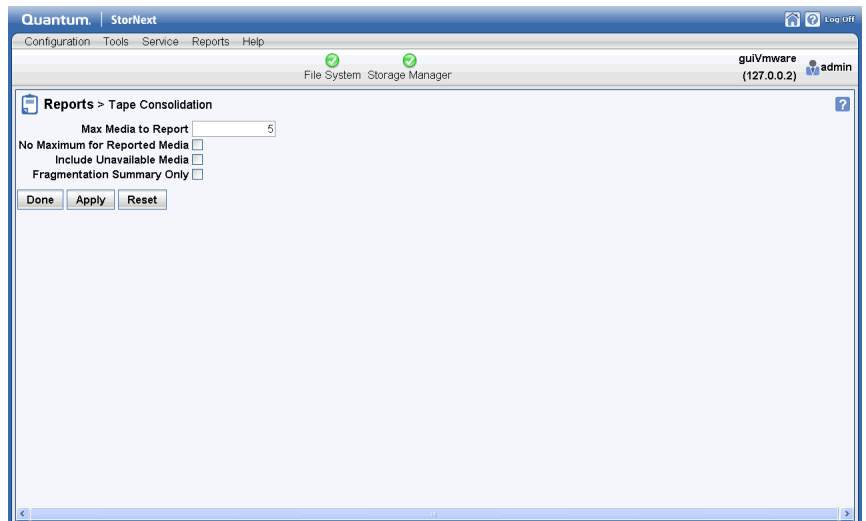 Quantum. | StorNext
Log Off
Configuration Tools Service Reports Help
File System Storage Manager
guiVmware
(127.0.0.2)
admin
Reports > Tape Consolidation
Max Media to Report 5
No Maximum for Reported Media
Include Unavailable Media
Fragmentation Summary Only
Done Apply Reset